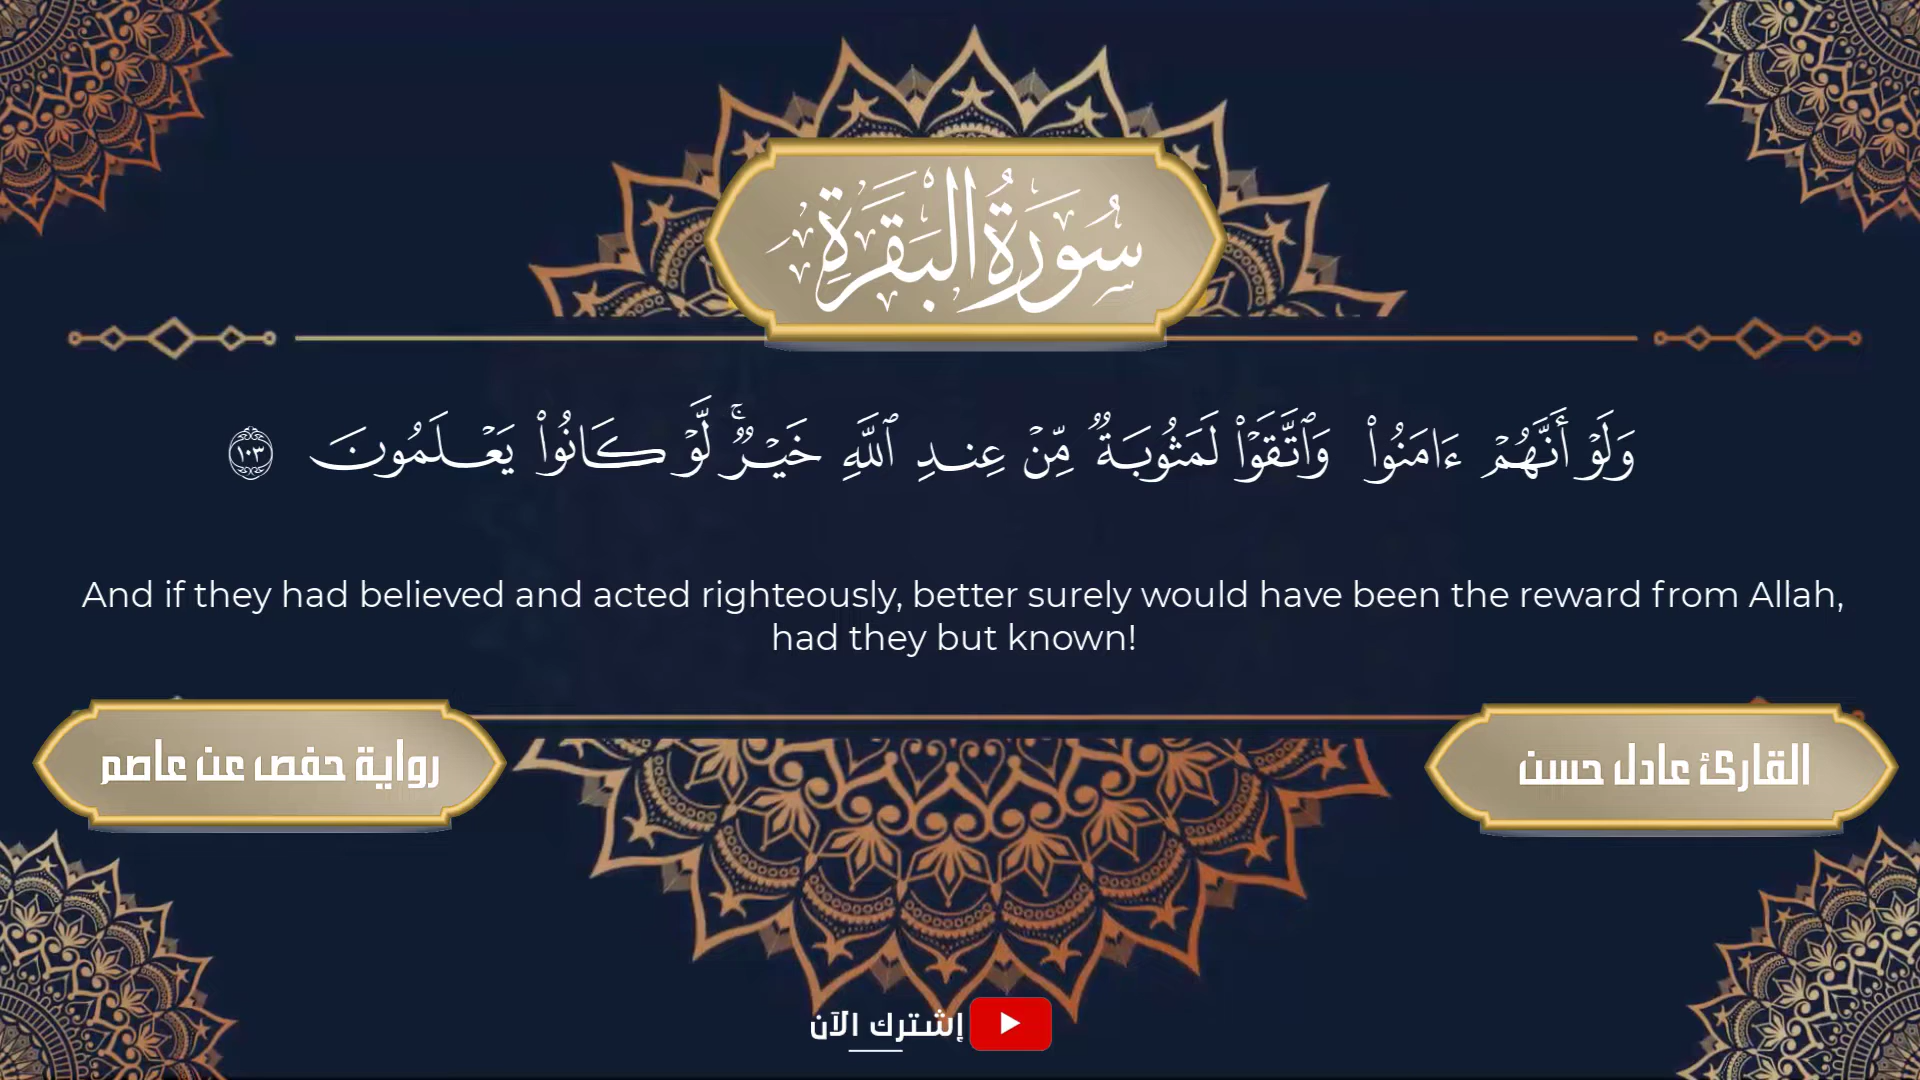 سُورَةُ البَقَرَةِ
وَلَوْ أَنَّهُمْ ءَامَنُوا۟ وَٱتَّقَوْا۟ لَمَثُوبَةٌ مِّنْ عِندِ ٱللَّهِ خَيْرٌ ۚ لَّوْ كَانُوا۟ يَعْلَمُونَ ١٠٣
And if they had believed and acted righteously, better surely would have been the reward from Allah,
had they but known!
القارئ عادل حسن
رواية حفص عن عاصم
إشترك الآن